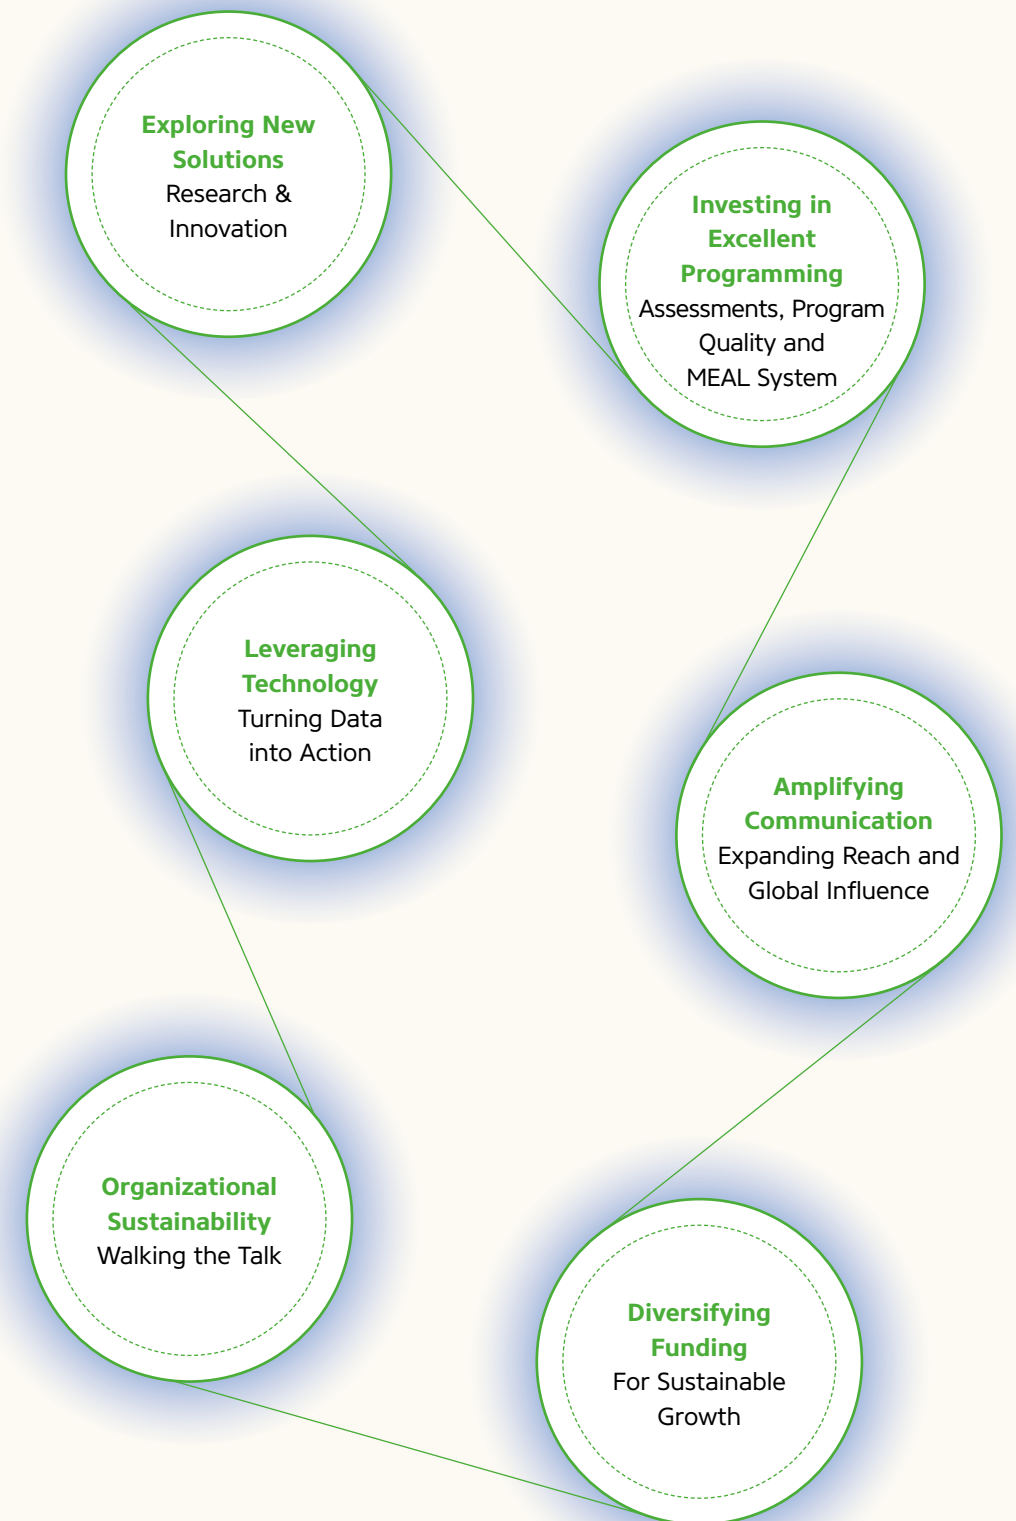 Exploring New
Solutions
Research &
Innovation
Investing in
Excellent
Programming
Assessments, Program
Quality and
MEAL System
Leveraging
Technology
Turning Data
into Action
Amplifying
Communication
Expanding Reach and
Global Influence
Organizational
Sustainability
Walking the Talk
Diversifying
Funding
For Sustainable
Growth